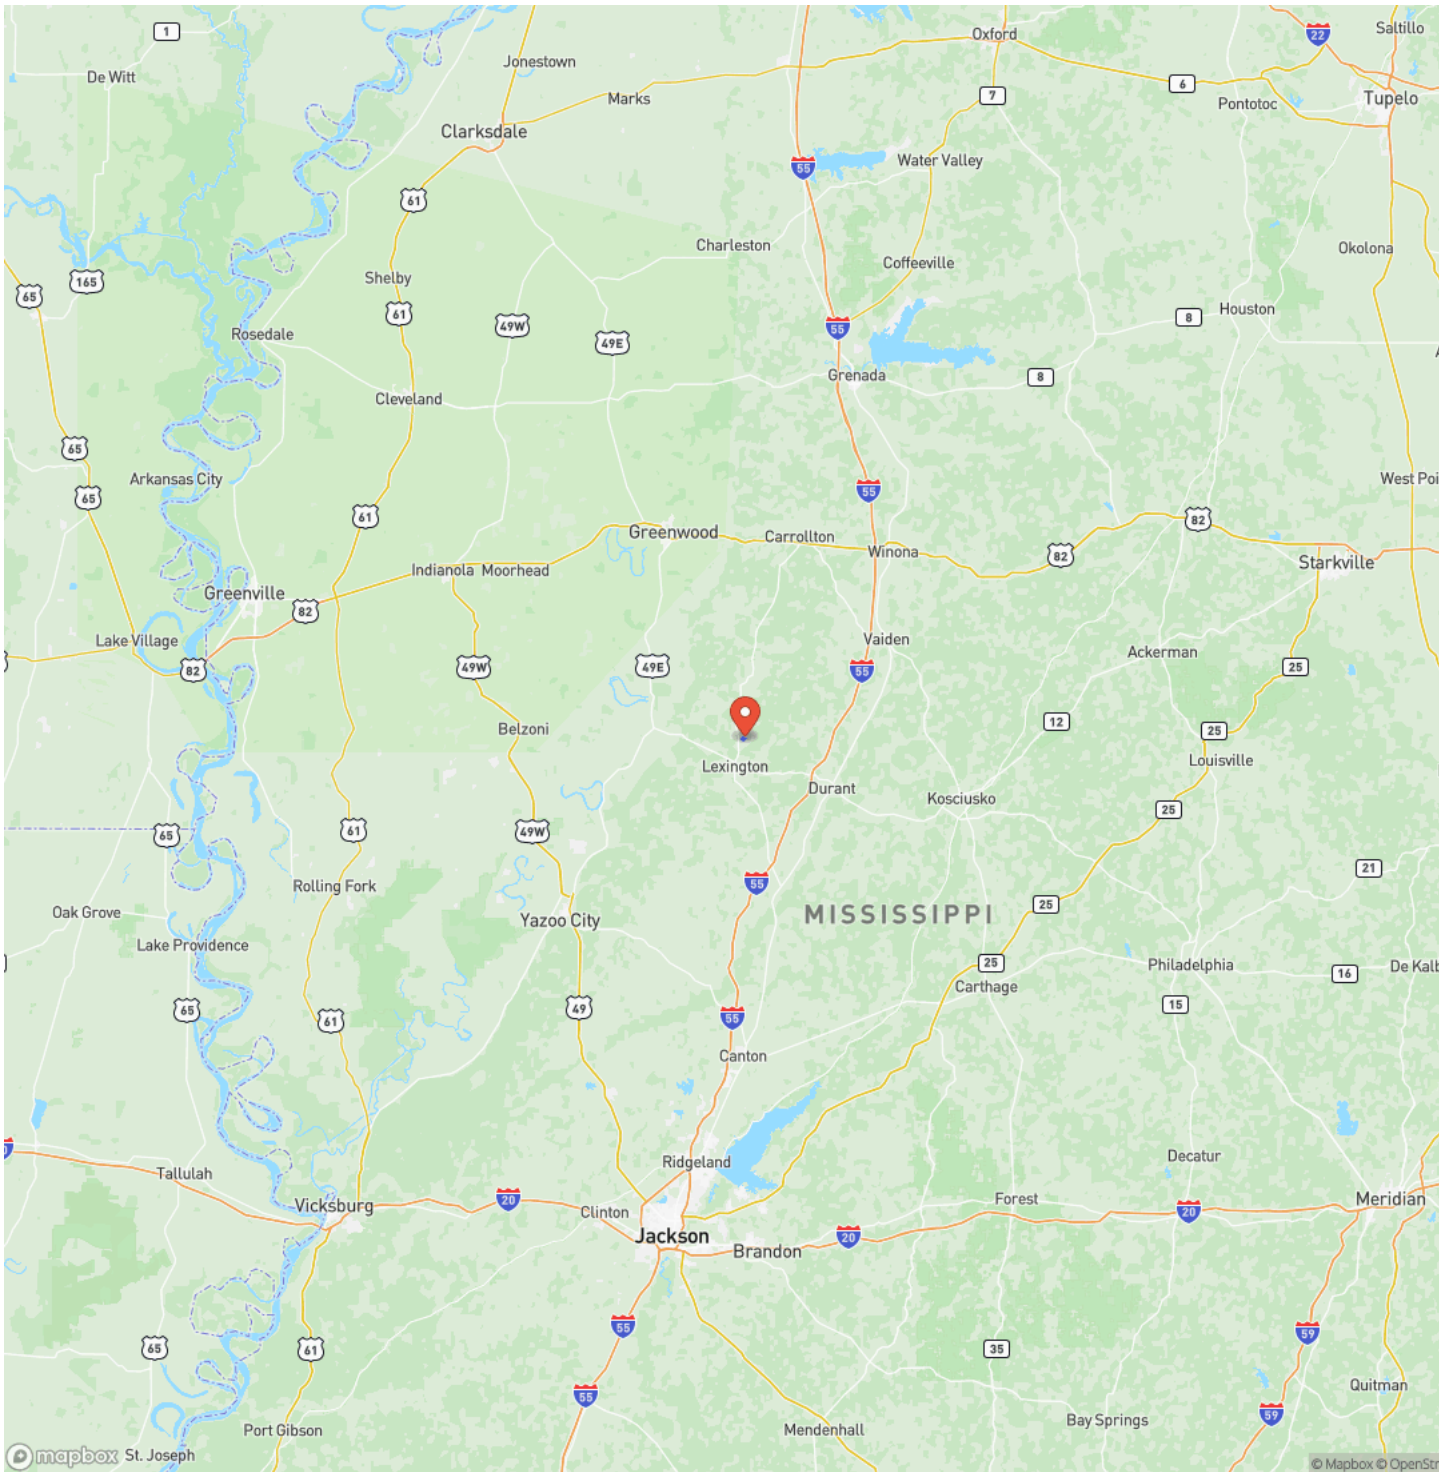 1
De Witt
Jonestown
Oxford
22
Saltillo
Marks
7
6
Pontotoc
Tupelo
Clarksdale
55
Water Valley
61
Charleston
Okolona
Coffeeville
Shelby
165
65
61
49W
49E
Rosedale
55
8
Houston
Grenada
8
Cleveland
65
Arkansas City
65
55
West Poi
61
Greenwood
Carrollton
82
Winona
82
Starkville
Indianola
Moorhead
Greenville
82
Lake Village
Vaiden
Ackerman
82
49W
49E
55
25
Belzoni
12
25
Lexington
Louisville
Durant
Kosciusko
25
65
61
49W
21
Rolling Fork
55
25
Oak Grove
Yazoo City
MISSISSIPPI
Lake Providence
25
Philadelphia
16
De Kalb
Carthage
65
61
49
55
15
Canton
Ridgeland
Decatur
Tallulah
Vicksburg
20
Clinton
Forest
20
Meridian
Jackson
Brandon
20
55
59
65
61
35
55
Quitman
59
Port Gibson
Mendenhall
Bay Springs
mapbox
St. Joseph
© Mapbox © OpenStr